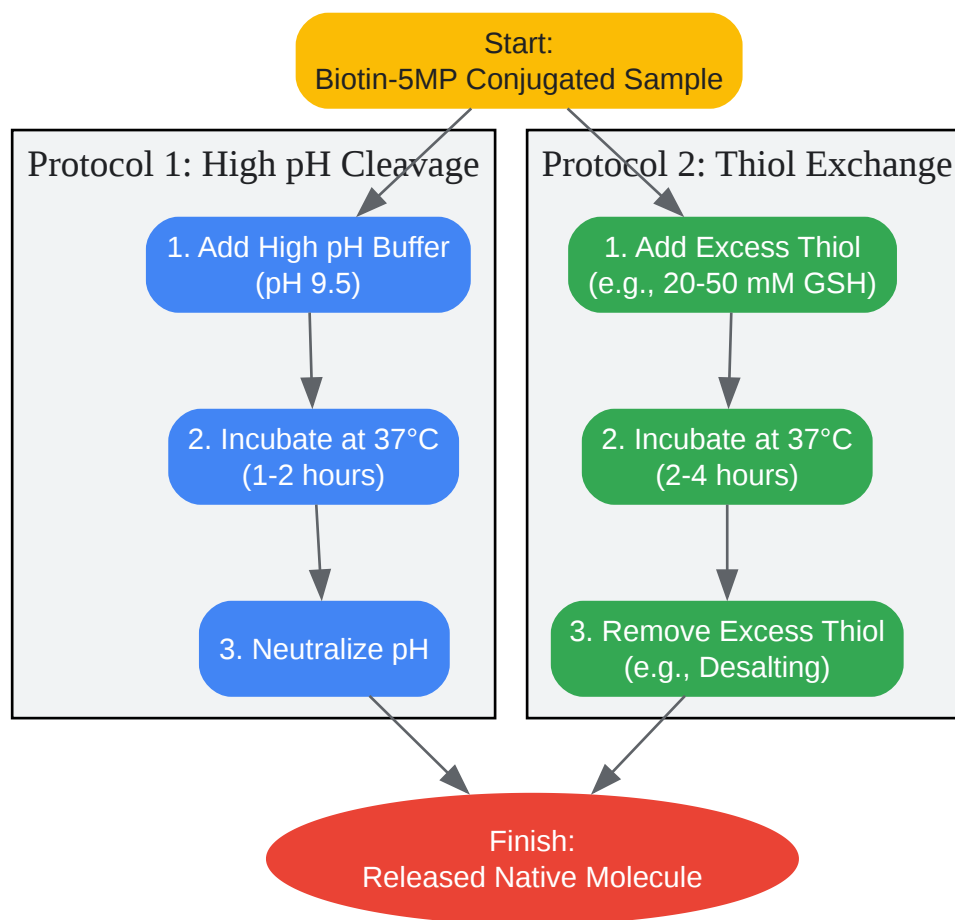 Start:
Biotin-5MP Conjugated Sample
Protocol 1: High pH Cleavage
1. Add High pH Buffer
(pH 9.5)
2. Incubate at 37°C
(1-2 hours)
3. Neutralize pH
Protocol 2: Thiol Exchange
1. Add Excess Thiol
(e.g., 20-50 mM GSH)
2. Incubate at 37°C
(2-4 hours)
3. Remove Excess Thiol
(e.g., Desalting)
Finish:
Released Native Molecule